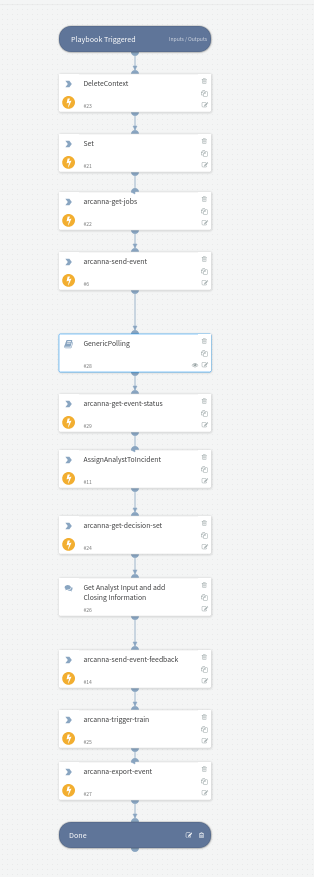 Playbook Triggered
Inputs / Outputs
DeleteContext
#23
Set
#21
arcanna-get-jobs
#22
arcanna-send-event
#6
GenericPolling
#28
arcanna-get-event-status
#29
AssignAnalystToIncident
#11
arcanna-get-decision-set
#24
Get Analyst Input and add
Closing Information
#26
arcanna-send-event-feedback
#14
arcanna-trigger-train
#25
arcanna-export-event
#27
Done